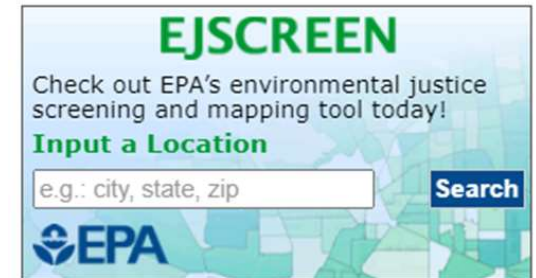 EJSCREEN
Check out EPA's environmental justice
screening and mapping tool today!
Input a Location
e.g.: city, state, zip
Search
EPA